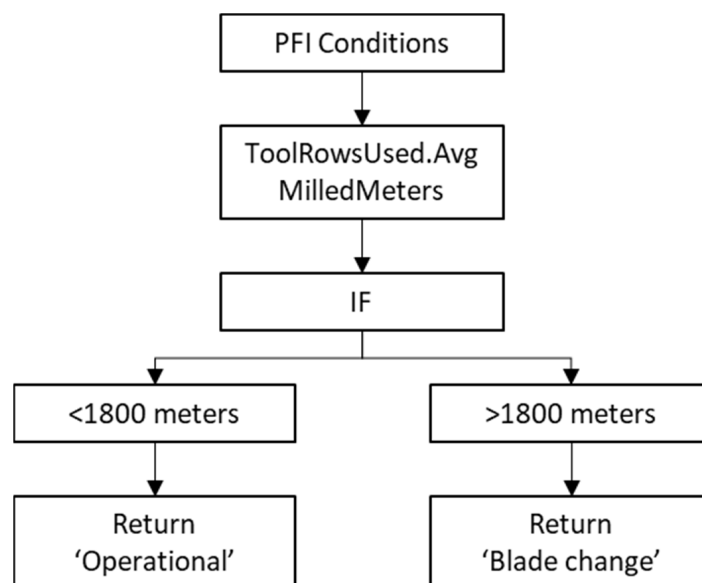 PFI Conditions
ToolRowsUsed.Avg
MilledMeters
IF
<1800 meters
>1800 meters
Return
‘Operational’
Return
‘Blade change’